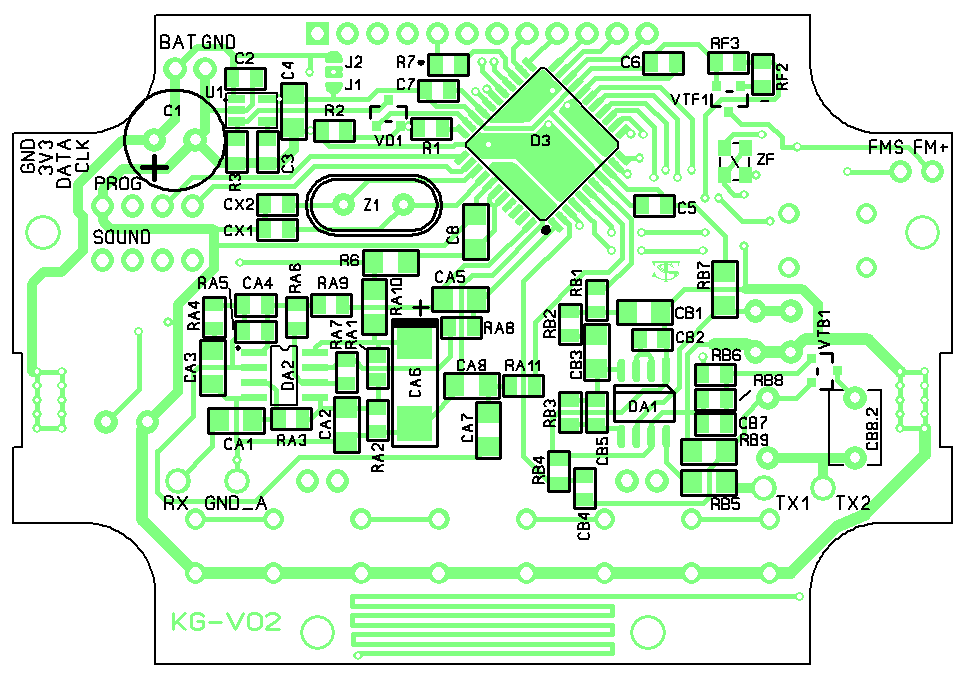 BAT GND
C2
C4
J2
J1
R7
C7
C6
RF3
RF2
VTF1
U1
C1
R2
VD1
R1
D3
GND
3V3
DATA
CLK
PROG
R3
C3
ZF
FMS FM+
CX2
Z1
C5
CX1
C8
SOUND
R6
RA5
CA4
RA6
RA9
RA10
CA5
RB1
RB7
RA4
RA7
RA1
RA8
RB2
CB1
VTB1
CB3
CB2
CA3
DA2
CA6
CA8
RA11
RB6
RB8
RB3
CB5
DA1
CB7
CB8.2
CA1
RA3
CA2
RA2
CA7
RB9
RB4
RX GND_A
CB4
RB5
TX1 TX2
KG-V02